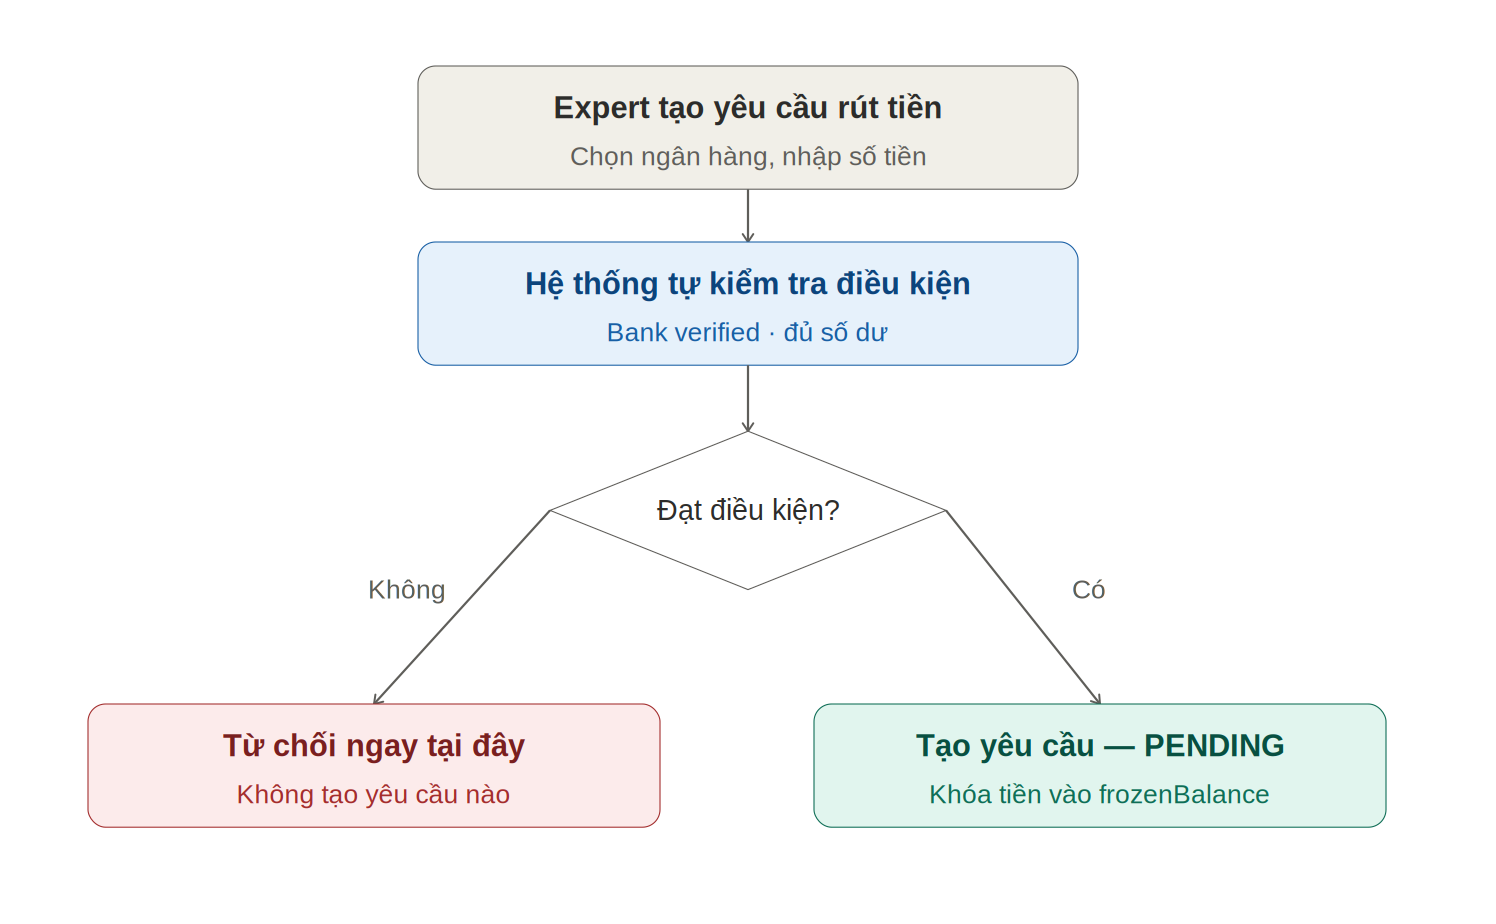 Expert tạo yêu cầu rút tiền
Chọn ngân hàng, nhập số tiền
Hệ thống tự kiểm tra điều kiện
Bank verified · đủ số dư
Đạt điều kiện?
Không
Có
Từ chối ngay tại đây
Không tạo yêu cầu nào
Tạo yêu cầu — PENDING
Khóa tiền vào frozenBalance